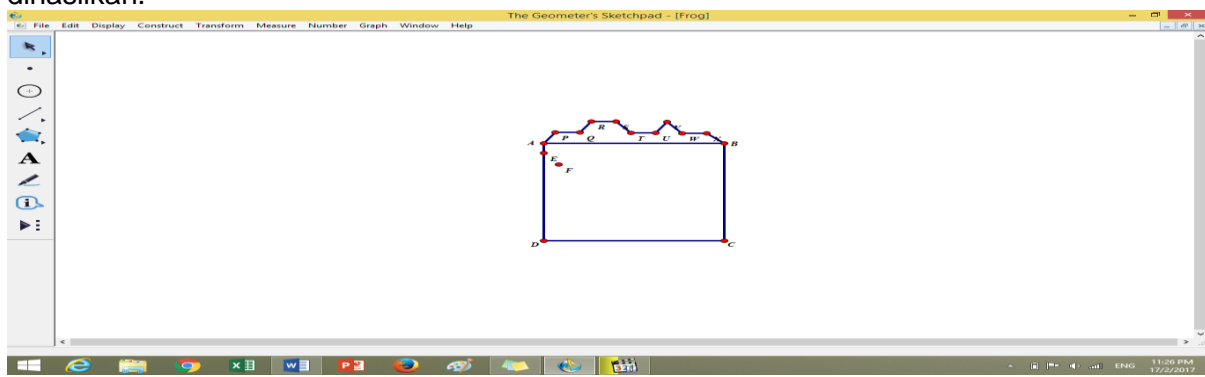 The Geometer's Sketchpad - [Frog]
File Edit Display Construct Transform Measure Number Graph Window Help
A
R
P Q T U W
A B
E
F
D C
ENG
11:26 PM
17/2/2017